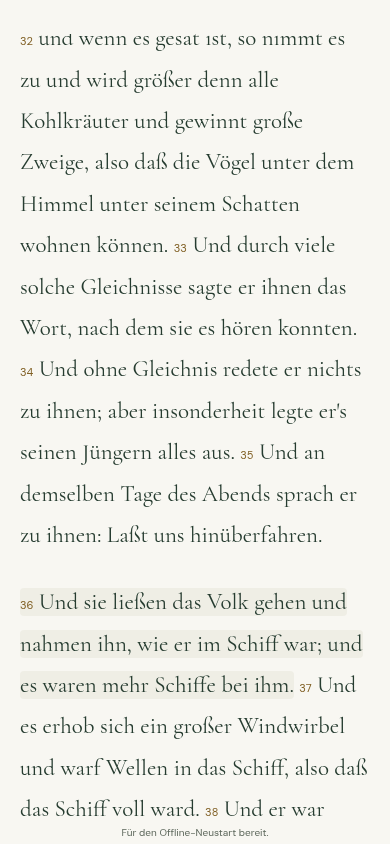 32 und wenn es gesät ist, so nimmt es
zu und wird größer denn alle
Kohlkräuter und gewinnt große
Zweige, also daß die Vögel unter dem
Himmel unter seinem Schatten
wohnen können. 33 Und durch viele
solche Gleichnisse sagte er ihnen das
Wort, nach dem sie es hören konnten.
34 Und ohne Gleichnis redete er nichts
zu ihnen; aber insonderheit legte er's
seinen Jüngern alles aus. 35 Und an
demselben Tage des Abends sprach er
zu ihnen: Laßt uns hinüberfahren.
36 Und sie ließen das Volk gehen und
nahmen ihn, wie er im Schiff war; und
es waren mehr Schiffe bei ihm. 37 Und
es erhob sich ein großer Windwirbel
und warf Wellen in das Schiff, also daß
das Schiff voll ward. 38 Und er war
Für den Offline-Neustart bereit.